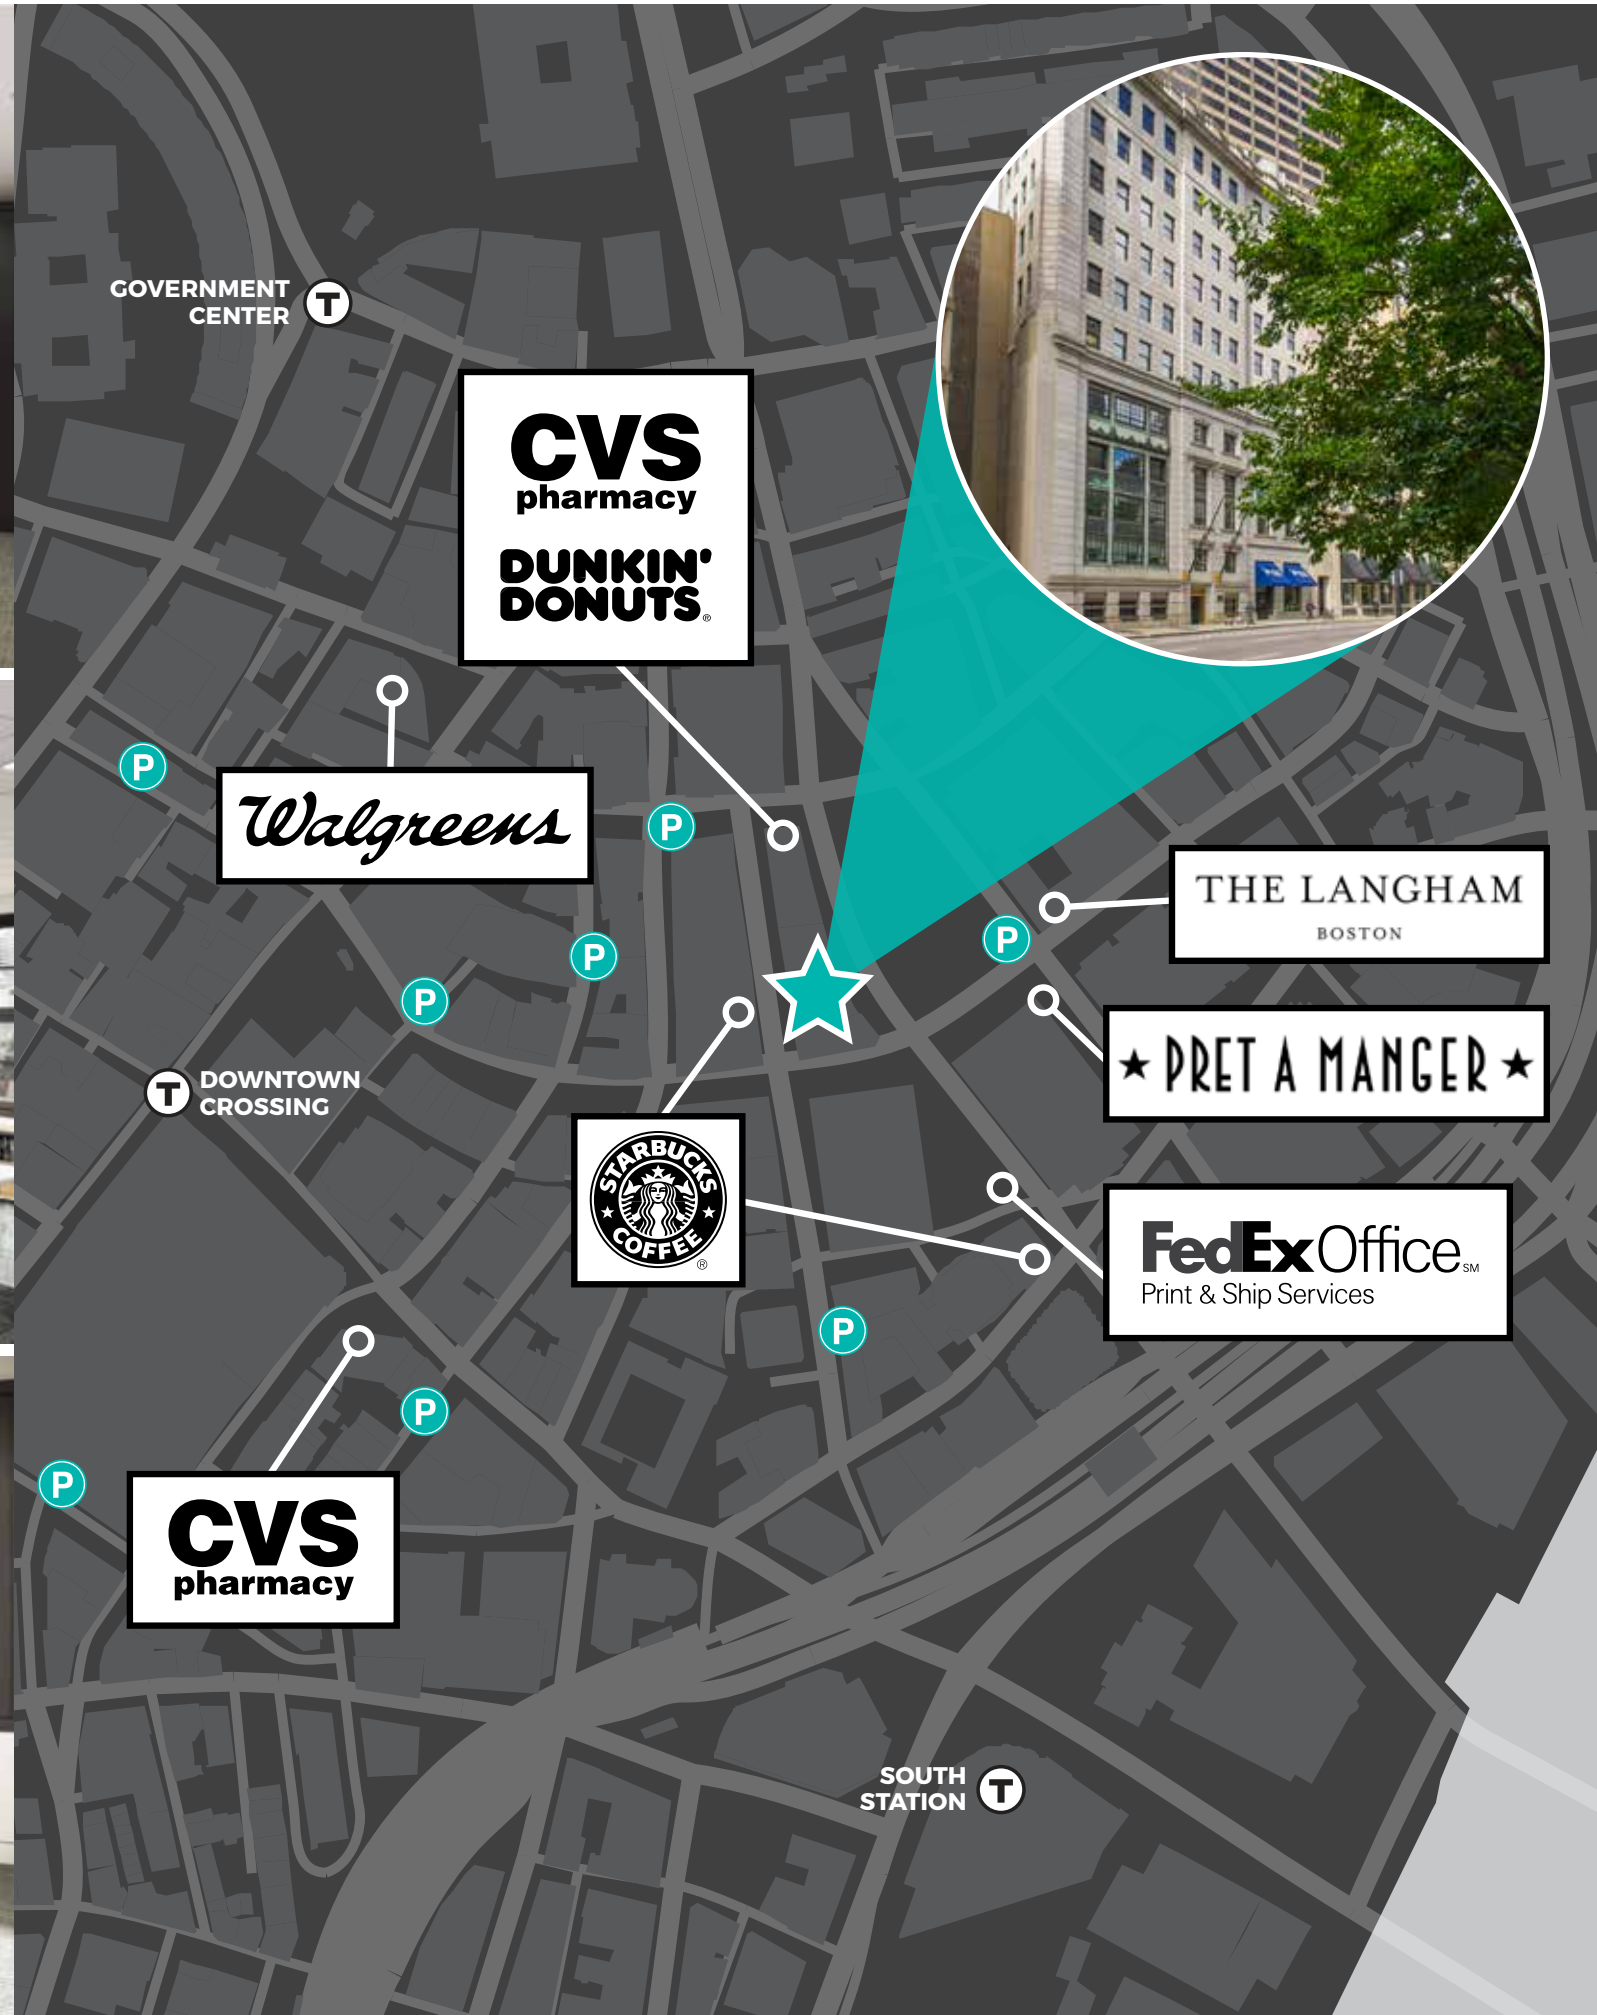 GOVERNMENT
CENTER
T
CVS
pharmacy
DUNKIN'
DONUTS®
P
Walgreens
P
THE LANGHAM
BOSTON
P
P
P
★ PRET A MANGER ★
T
DOWNTOWN
CROSSING
STARBUCKS
COFFEE
®
FedEx Office SM
Print & Ship Services
P
P
P
CVS
pharmacy
SOUTH
STATION
T